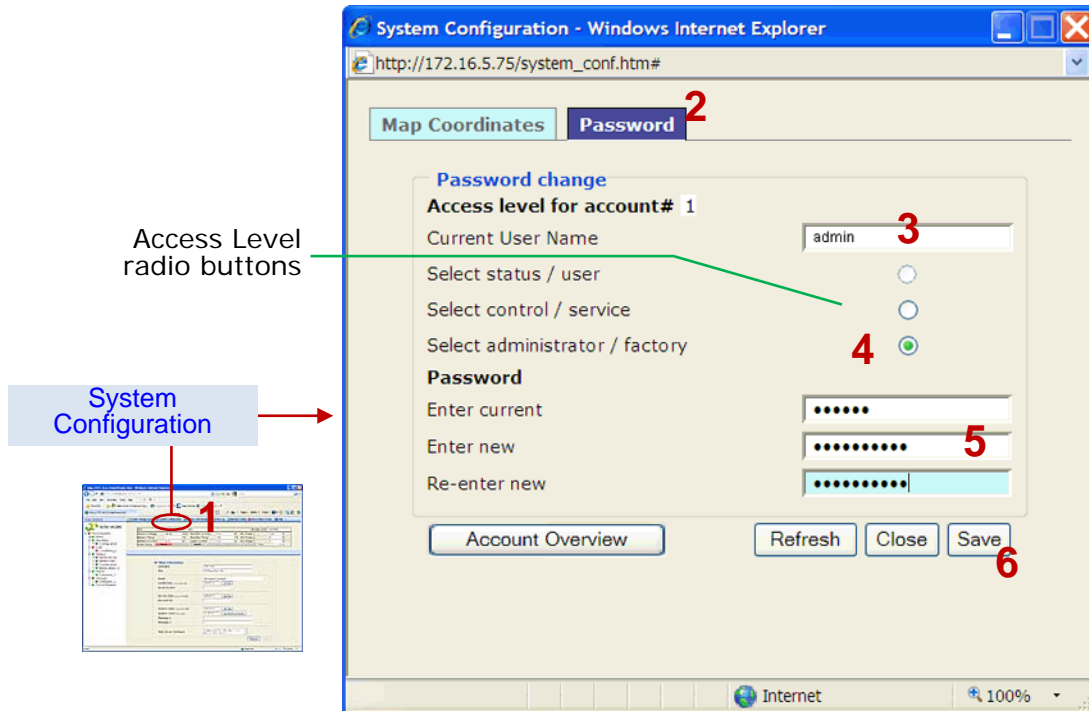 System Configuration - Windows Internet Explorer
http://172.16.5.75/system_conf.htm#
Map Coordinates Password 2
Password change
Access level for account# 1
Current User Name admin 3
Access Level
radio buttons
Select status / user
Select control / service
Select administrator / factory 4
Password
System
Configuration
Enter current ••••••
Enter new •••••••••• 5
Re-enter new ••••••••••
1
Account Overview Refresh Close Save
6
Internet 100%